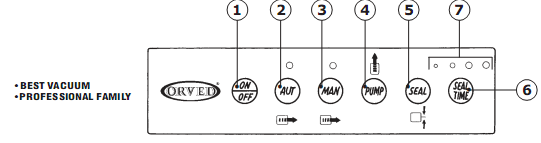 1 2 3 4 5 7
ORVED®
ON
OFF
AUT
MAN
PUMP
SEAL
SEAL
TIME
6
•BEST VACUUM
•PROFESSIONAL FAMILY